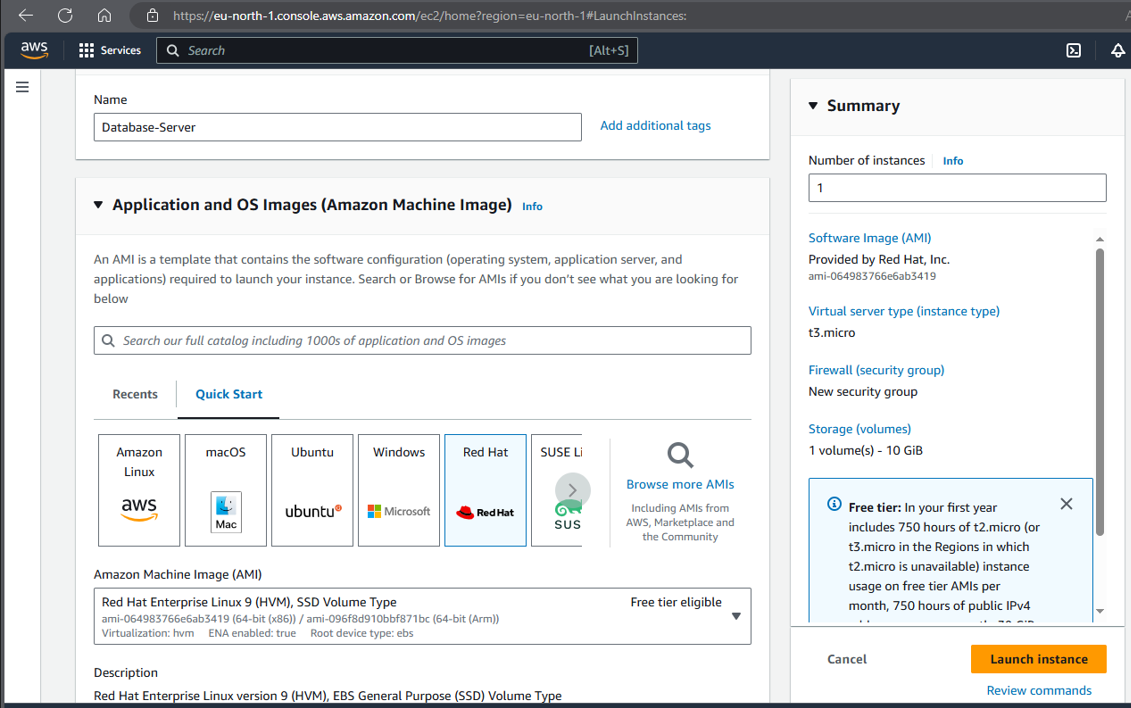 https://eu-north-1.console.aws.amazon.com/ec2/home?region=eu-north-1#LaunchInstances:
aws
Services
Search
[Alt+S]
Name
Database-Server
Add additional tags
Application and OS Images (Amazon Machine Image) Info
An AMI is a template that contains the software configuration (operating system, application server, and
applications) required to launch your instance. Search or Browse for AMIs if you don't see what you are looking for
below
Search our full catalog including 1000s of application and OS images
Recents
Quick Start
Amazon
Linux
aws
macOS
Mac
Ubuntu
ubuntu
Windows
Microsoft
Red Hat
Red Hat
SUSE Li
SUS
Browse more AMIs
Including AMIs from
AWS, Marketplace and
the Community
Amazon Machine Image (AMI)
Red Hat Enterprise Linux 9 (HVM), SSD Volume Type
Free tier eligible
ami-064983766e6ab3419 (64-bit (x86)) / ami-096f8d910bbf871bc (64-bit (Arm))
Virtualization: hvm ENA enabled: true Root device type: ebs
Description
Red Hat Enterprise Linux version 9 (HVM), EBS General Purpose (SSD) Volume Type
Summary
Number of instances Info
1
Software Image (AMI)
Provided by Red Hat, Inc.
ami-064983766e6ab3419
Virtual server type (instance type)
t3.micro
Firewall (security group)
New security group
Storage (volumes)
1 volume(s) - 10 GiB
Free tier: In your first year
includes 750 hours of t2.micro (or
t3.micro in the Regions in which
t2.micro is unavailable) instance
usage on free tier AMIs per
month, 750 hours of public IPv4
Cancel
Launch instance
Review commands